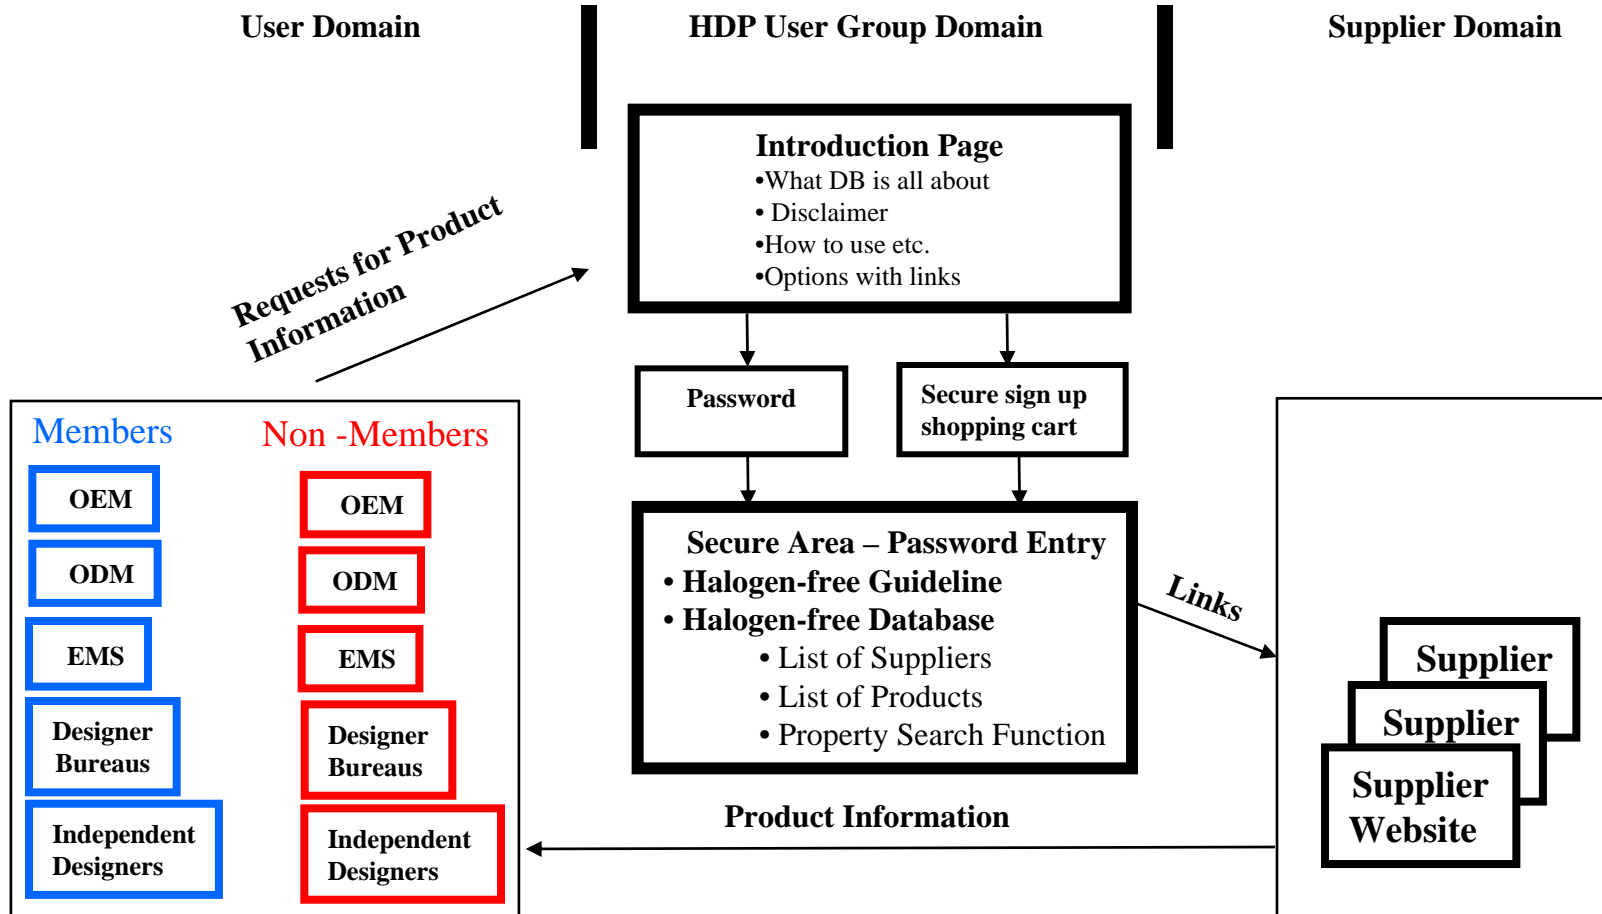 User Domain
HDP User Group Domain
Supplier Domain
Introduction Page
•What DB is all about
• Disclaimer
•How to use etc.
•Options with links
Requests for Product
Information
Password
Secure sign up
shopping cart
Members
Non -Members
OEM
ODM
EMS
Designer
Bureaus
Independent
Designers
OEM
ODM
EMS
Designer
Bureaus
Independent
Designers
Secure Area – Password Entry
• Halogen-free Guideline
• Halogen-free Database
• List of Suppliers
• List of Products
• Property Search Function
Links
Supplier
Supplier
Supplier
Website
Product Information